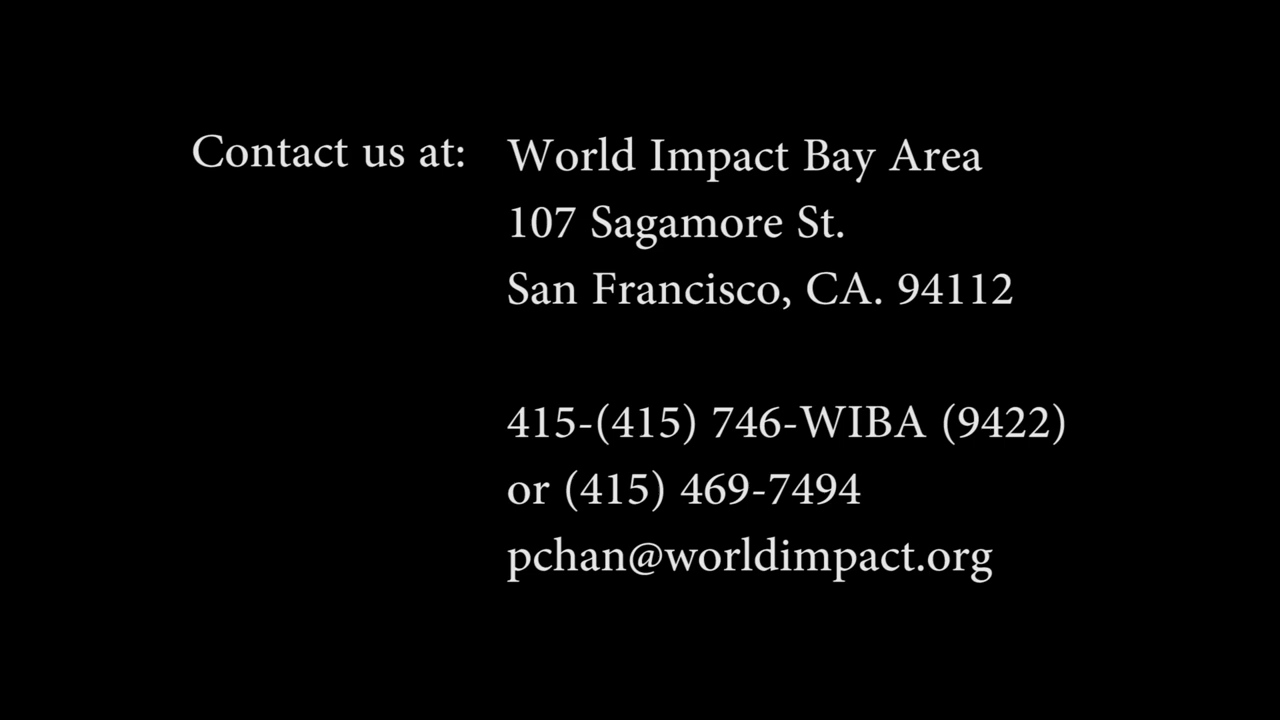 Contact us at: World Impact Bay Area
107 Sagamore St.
San Francisco, CA. 94112
415-(415) 746-WIBA (9422)
or (415) 469-7494
pchan@worldimpact.org